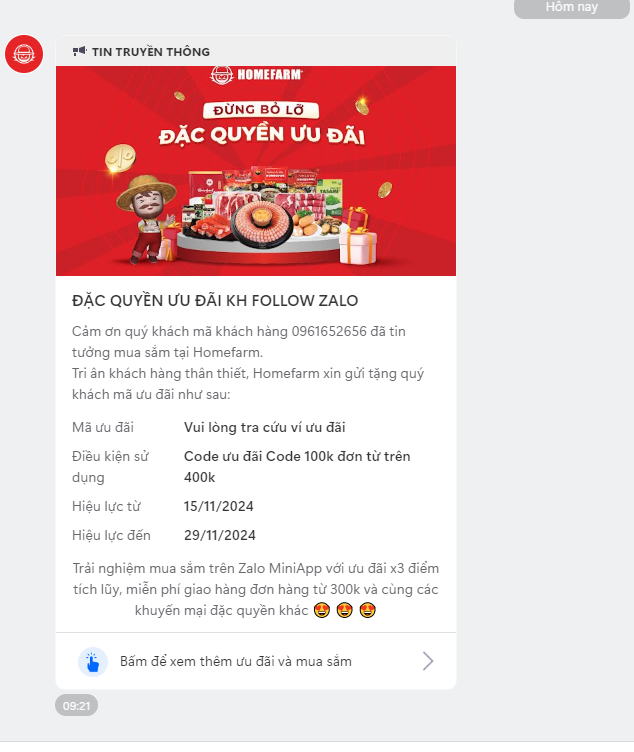 Hôm nay
TIN TRUYỀN THÔNG
HOMEFARM
ĐỪNG BỎ LỠ
ĐẶC QUYỀN ƯU ĐÃI
ĐẶC QUYỀN ƯU ĐÃI KH FOLLOW ZALO
Cảm ơn quý khách mã khách hàng 0961652656 đã tin
tưởng mua sắm tại Homefarm.
Tri ân khách hàng thân thiết, Homefarm xin gửi tặng quý
khách mã ưu đãi như sau:
Mã ưu đãi Vui lòng tra cứu ví ưu đãi
Điều kiện sử Code ưu đãi Code 100k đơn từ trên
dụng 400k
Hiệu lực từ 15/11/2024
Hiệu lực đến 29/11/2024
Trải nghiệm mua sắm trên Zalo MiniApp với ưu đãi x3 điểm
tích lũy, miễn phí giao hàng đơn hàng từ 300k và cùng các
khuyến mại đặc quyền khác 🤩 🤩 🤩
Bấm để xem thêm ưu đãi và mua sắm
09:21